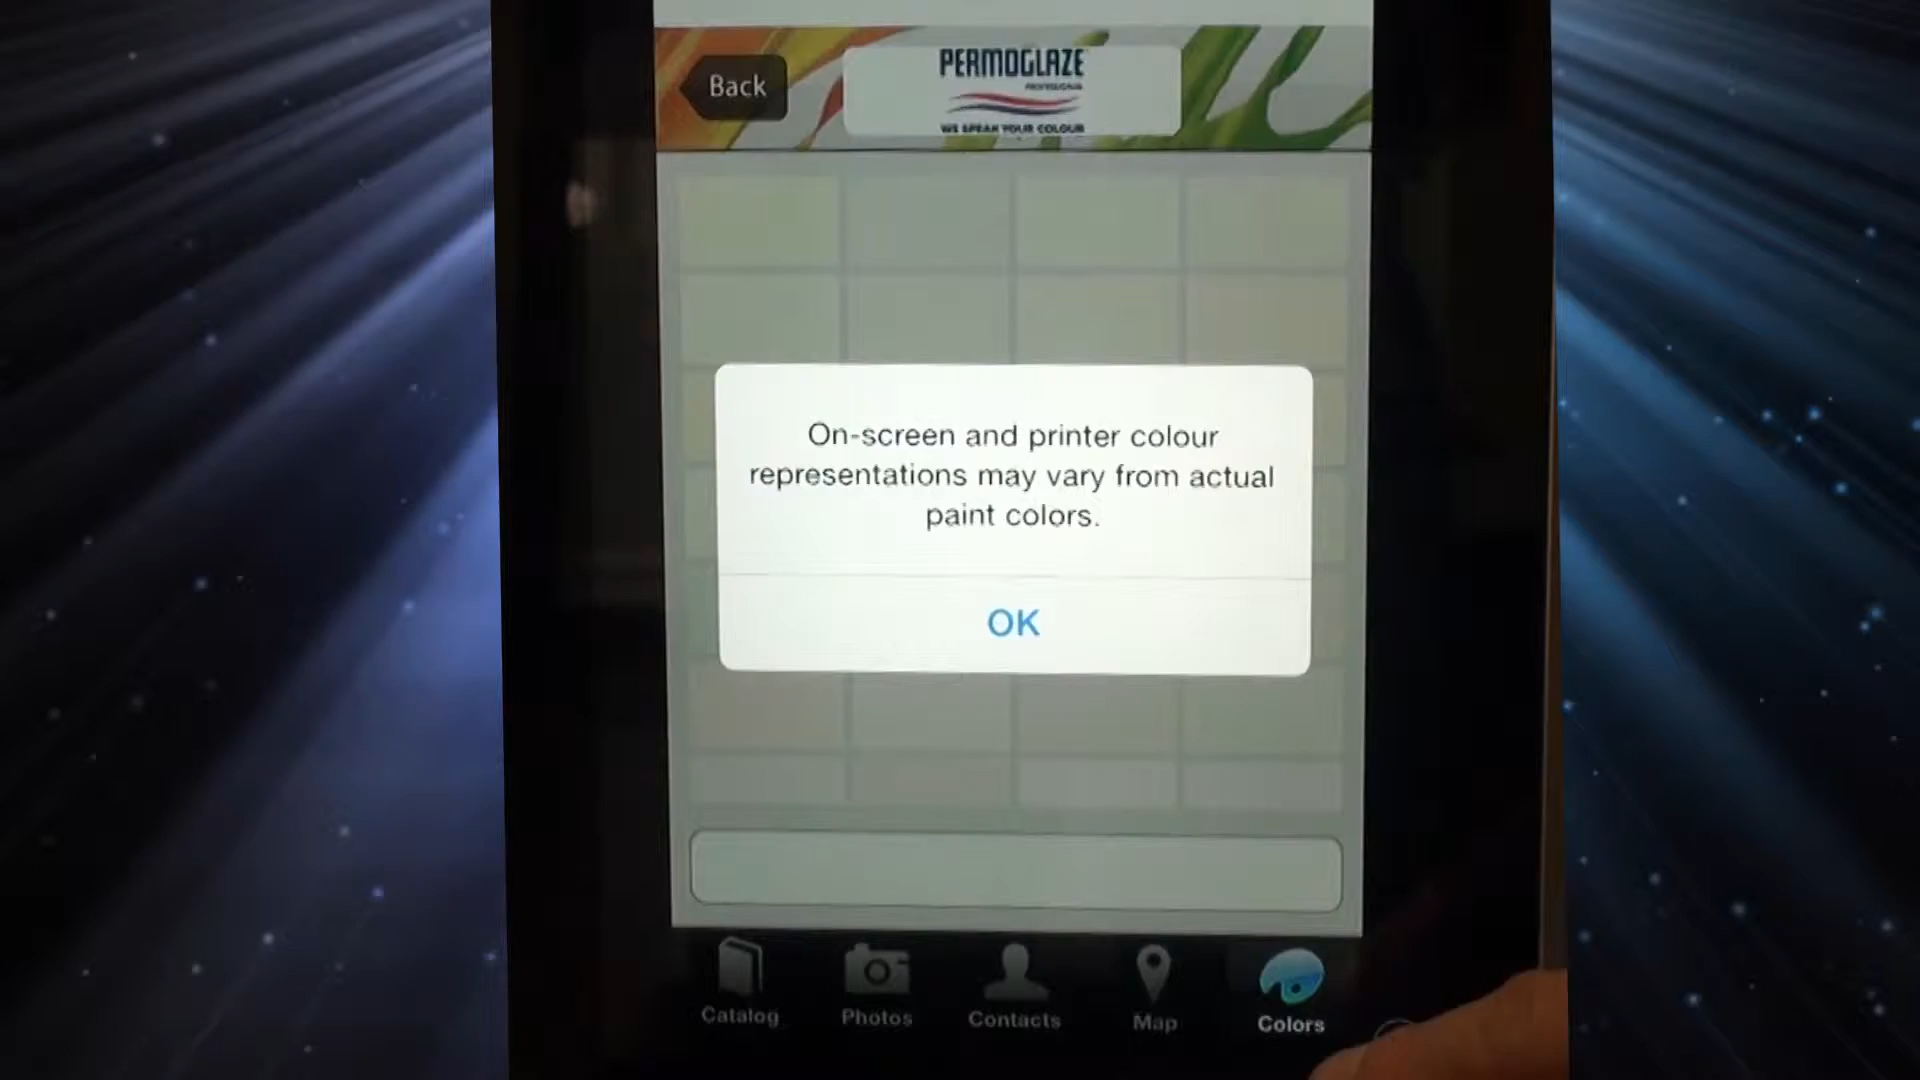 Back
PERMOGLAZE
PROFESSIONAL
WE SPEAK YOUR COLOUR
On-screen and printer colour
representations may vary from actual
paint colors.
OK
Catalog
Photos
Contacts
Map
Colors